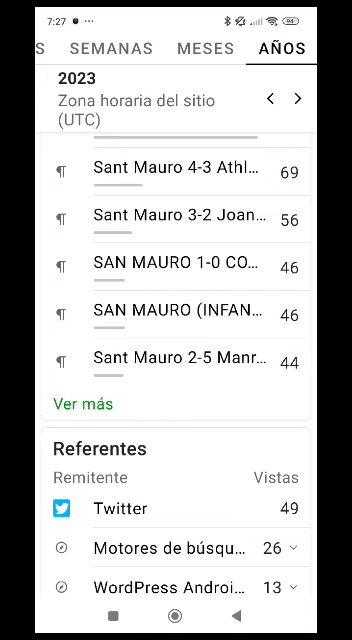 7:27
94
S SEMANAS MESES AÑOS
2023
Zona horaria del sitio
(UTC)
Sant Mauro 4-3 Athl... 69
Sant Mauro 3-2 Joan... 56
SAN MAURO 1-0 CO... 46
SAN MAURO (INFAN... 46
Sant Mauro 2-5 Manr... 44
Ver más
Referentes
Remitente Vistas
Twitter 49
Motores de búsqu... 26
WordPress Androi... 13